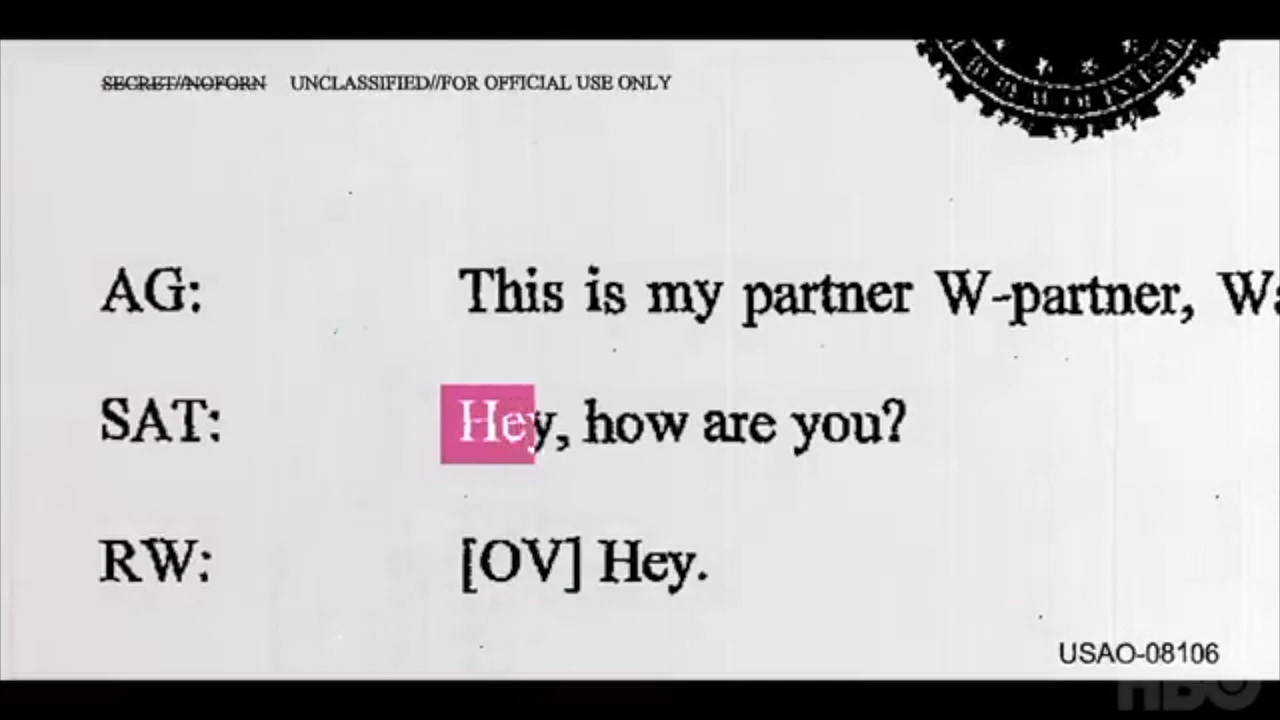 SECRET//NOFORN UNCLASSIFIED//FOR OFFICIAL USE ONLY
AG: This is my partner W-partner,
SAT: Hey, how are you?
RW: [OV] Hey.
USAO-08106
HBO